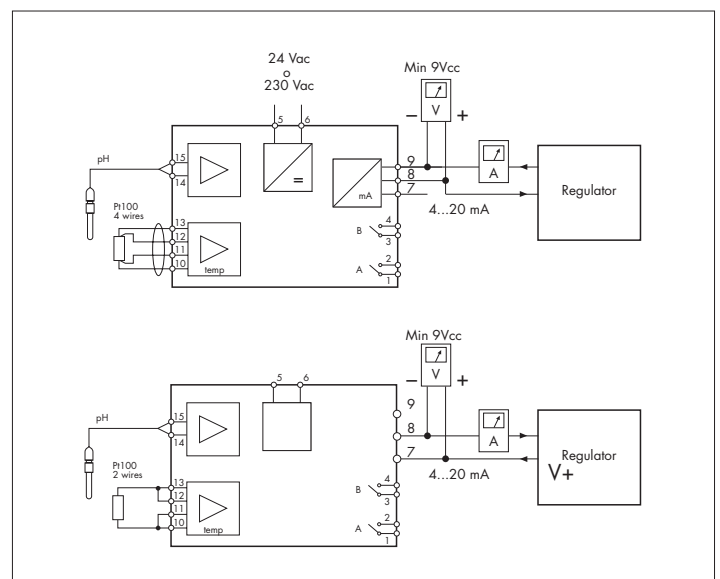 24 Vac
o
230 Vac
Min 9Vcc
V
- +
5 6
pH
15
14
=
9
8
7
mA
A
Regulator
4...20 mA
Pt100
4 wires
13
12
11
10
temp
B
4
3
A
2
1
Min 9Vcc
V
- +
5 6
9
8
7
pH
15
14
A
Regulator
V+
4...20 mA
Pt100
2 wires
13
12
11
10
temp
B
4
3
A
2
1